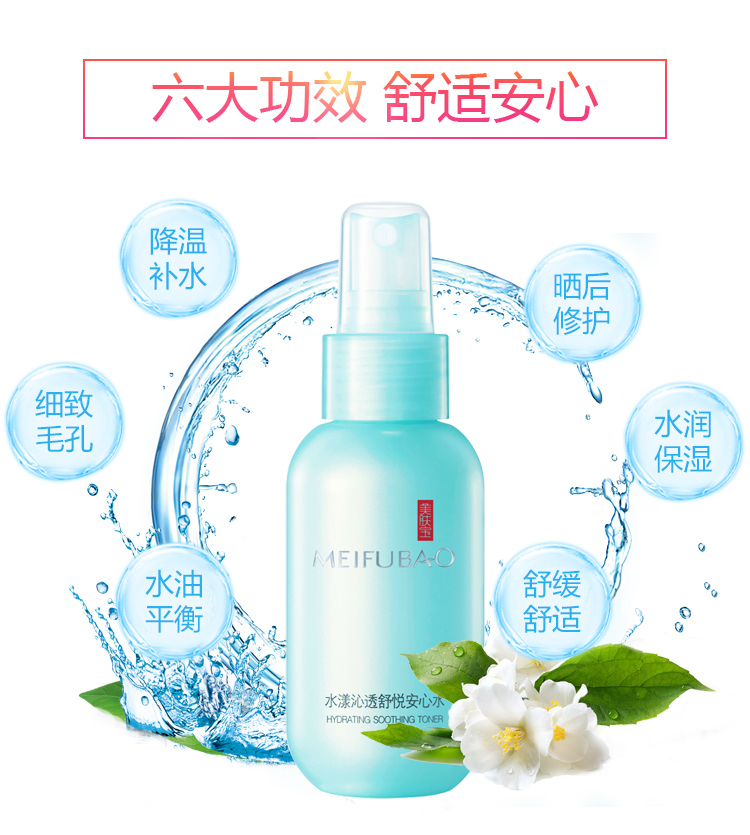 六大功效 舒适安心
降温
补水
晒后
修护
细致
毛孔
水润
保湿
美肤宝
MEIFUBAO
水油
平衡
舒缓
舒适
水漾沁透舒悦安心水
HYDRATING SOOTHING TONER